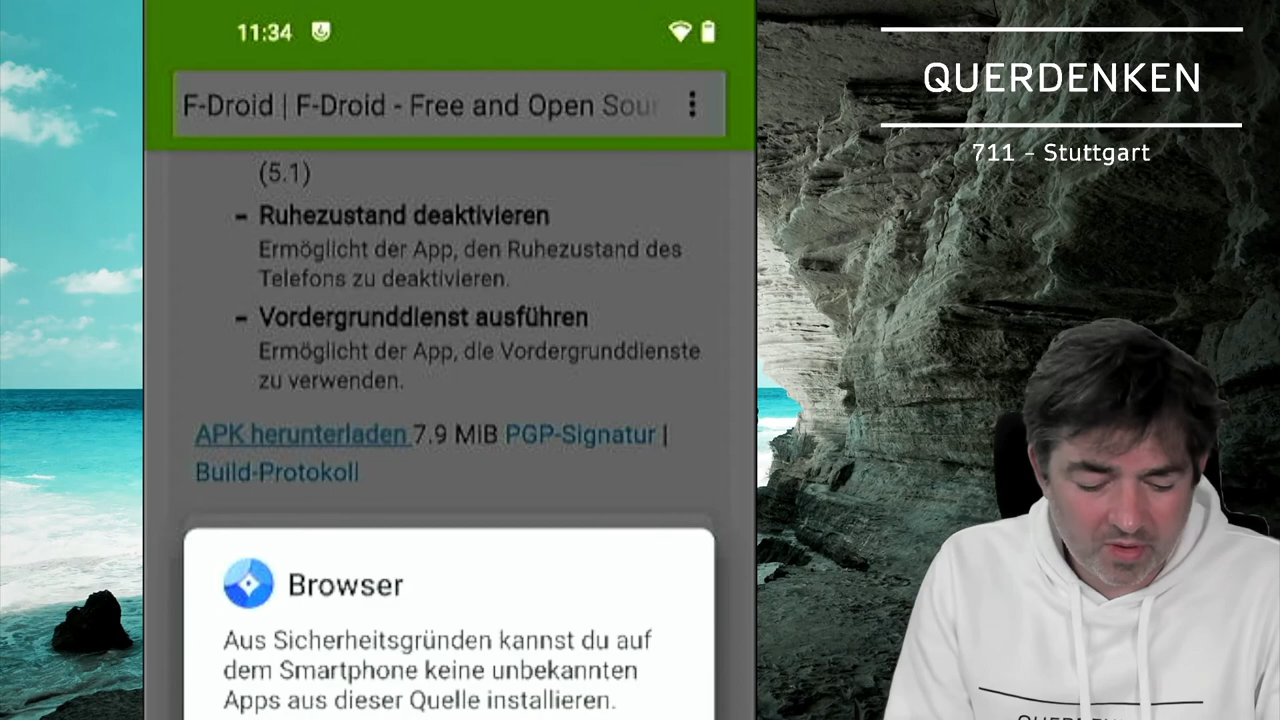 11:34
F-Droid | F-Droid - Free and Open Sour
(5.1)
- Ruhezustand deaktivieren
Ermöglicht der App, den Ruhezustand des
Telefons zu deaktivieren.
- Vordergrunddienst ausführen
Ermöglicht der App, die Vordergrunddienste
zu verwenden.
APK herunterladen 7.9 MiB PGP-Signatur |
Build-Protokoll
Browser
Aus Sicherheitsgründen kannst du auf
dem Smartphone keine unbekannten
Apps aus dieser Quelle installieren.
QUERDENKEN
711 – Stuttgart